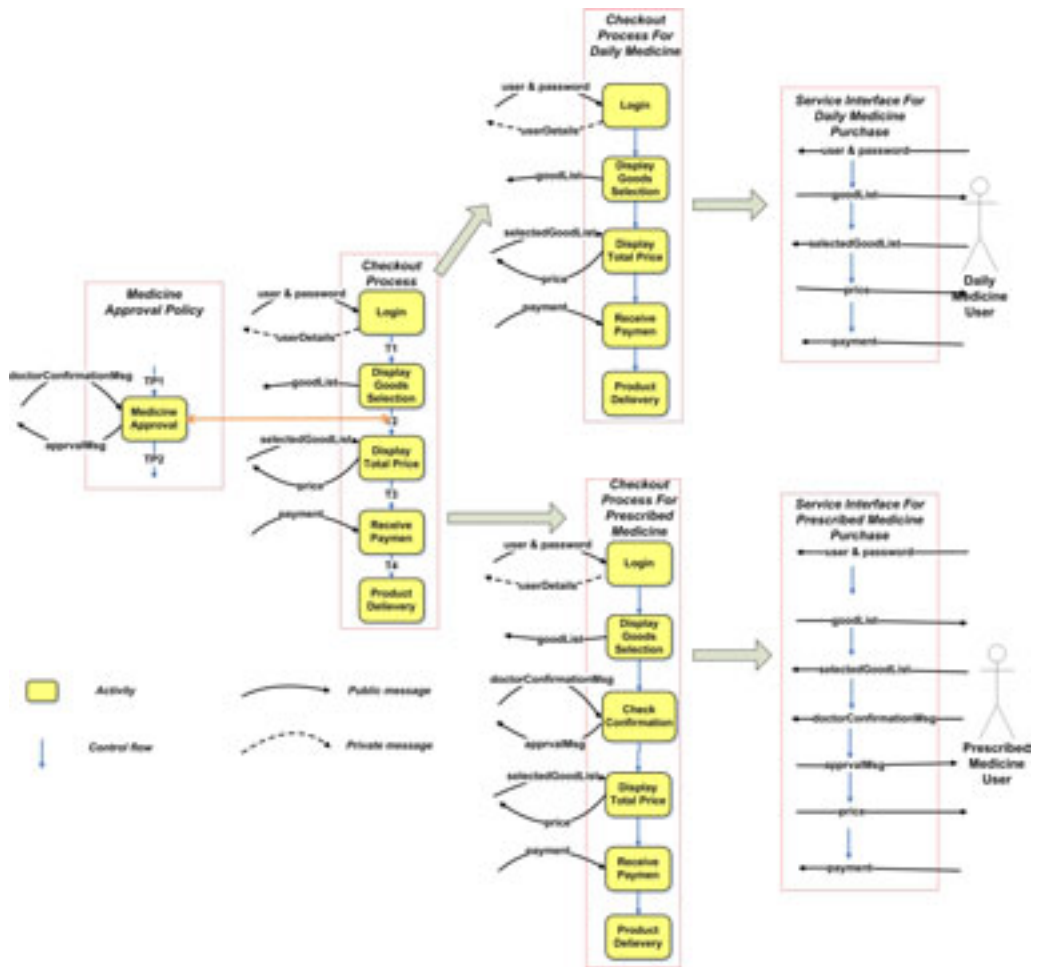 Medicine
Approval Policy
doctorConfirmationMsg
TP1
Medicine
Approval
apprvalMsg
TP2
Checkout
Process
user & password
Login
userDetails
T1
Display
Goods
Selection
goodList
T2
selectedGoodList
Display
Total Price
price
T3
payment
Receive
Paymen
T4
Product
Delievery
Checkout
Process For
Daily Medicine
user & password
Login
userDetails
Display
Goods
Selection
goodList
selectedGoodList
Display
Total Price
price
payment
Receive
Paymen
Product
Delievery
Service Interface For
Daily Medicine
Purchase
user & password
goodList
selectedGoodList
price
payment
Daily
Medicine
User
Checkout
Process For
Prescribed
Medicine
user & password
Login
userDetails
Display
Goods
Selection
goodList
doctorConfirmationMsg
Check
Confirmation
apprvalMsg
selectedGoodList
Display
Total Price
price
payment
Receive
Paymen
Product
Delievery
Service Interface For
Prescribed Medicine
Purchase
user & password
goodList
selectedGoodList
doctorConfirmationMsg
apprvalMsg
price
payment
Prescribed
Medicine
User
Activity
Public message
Control flow
Private message